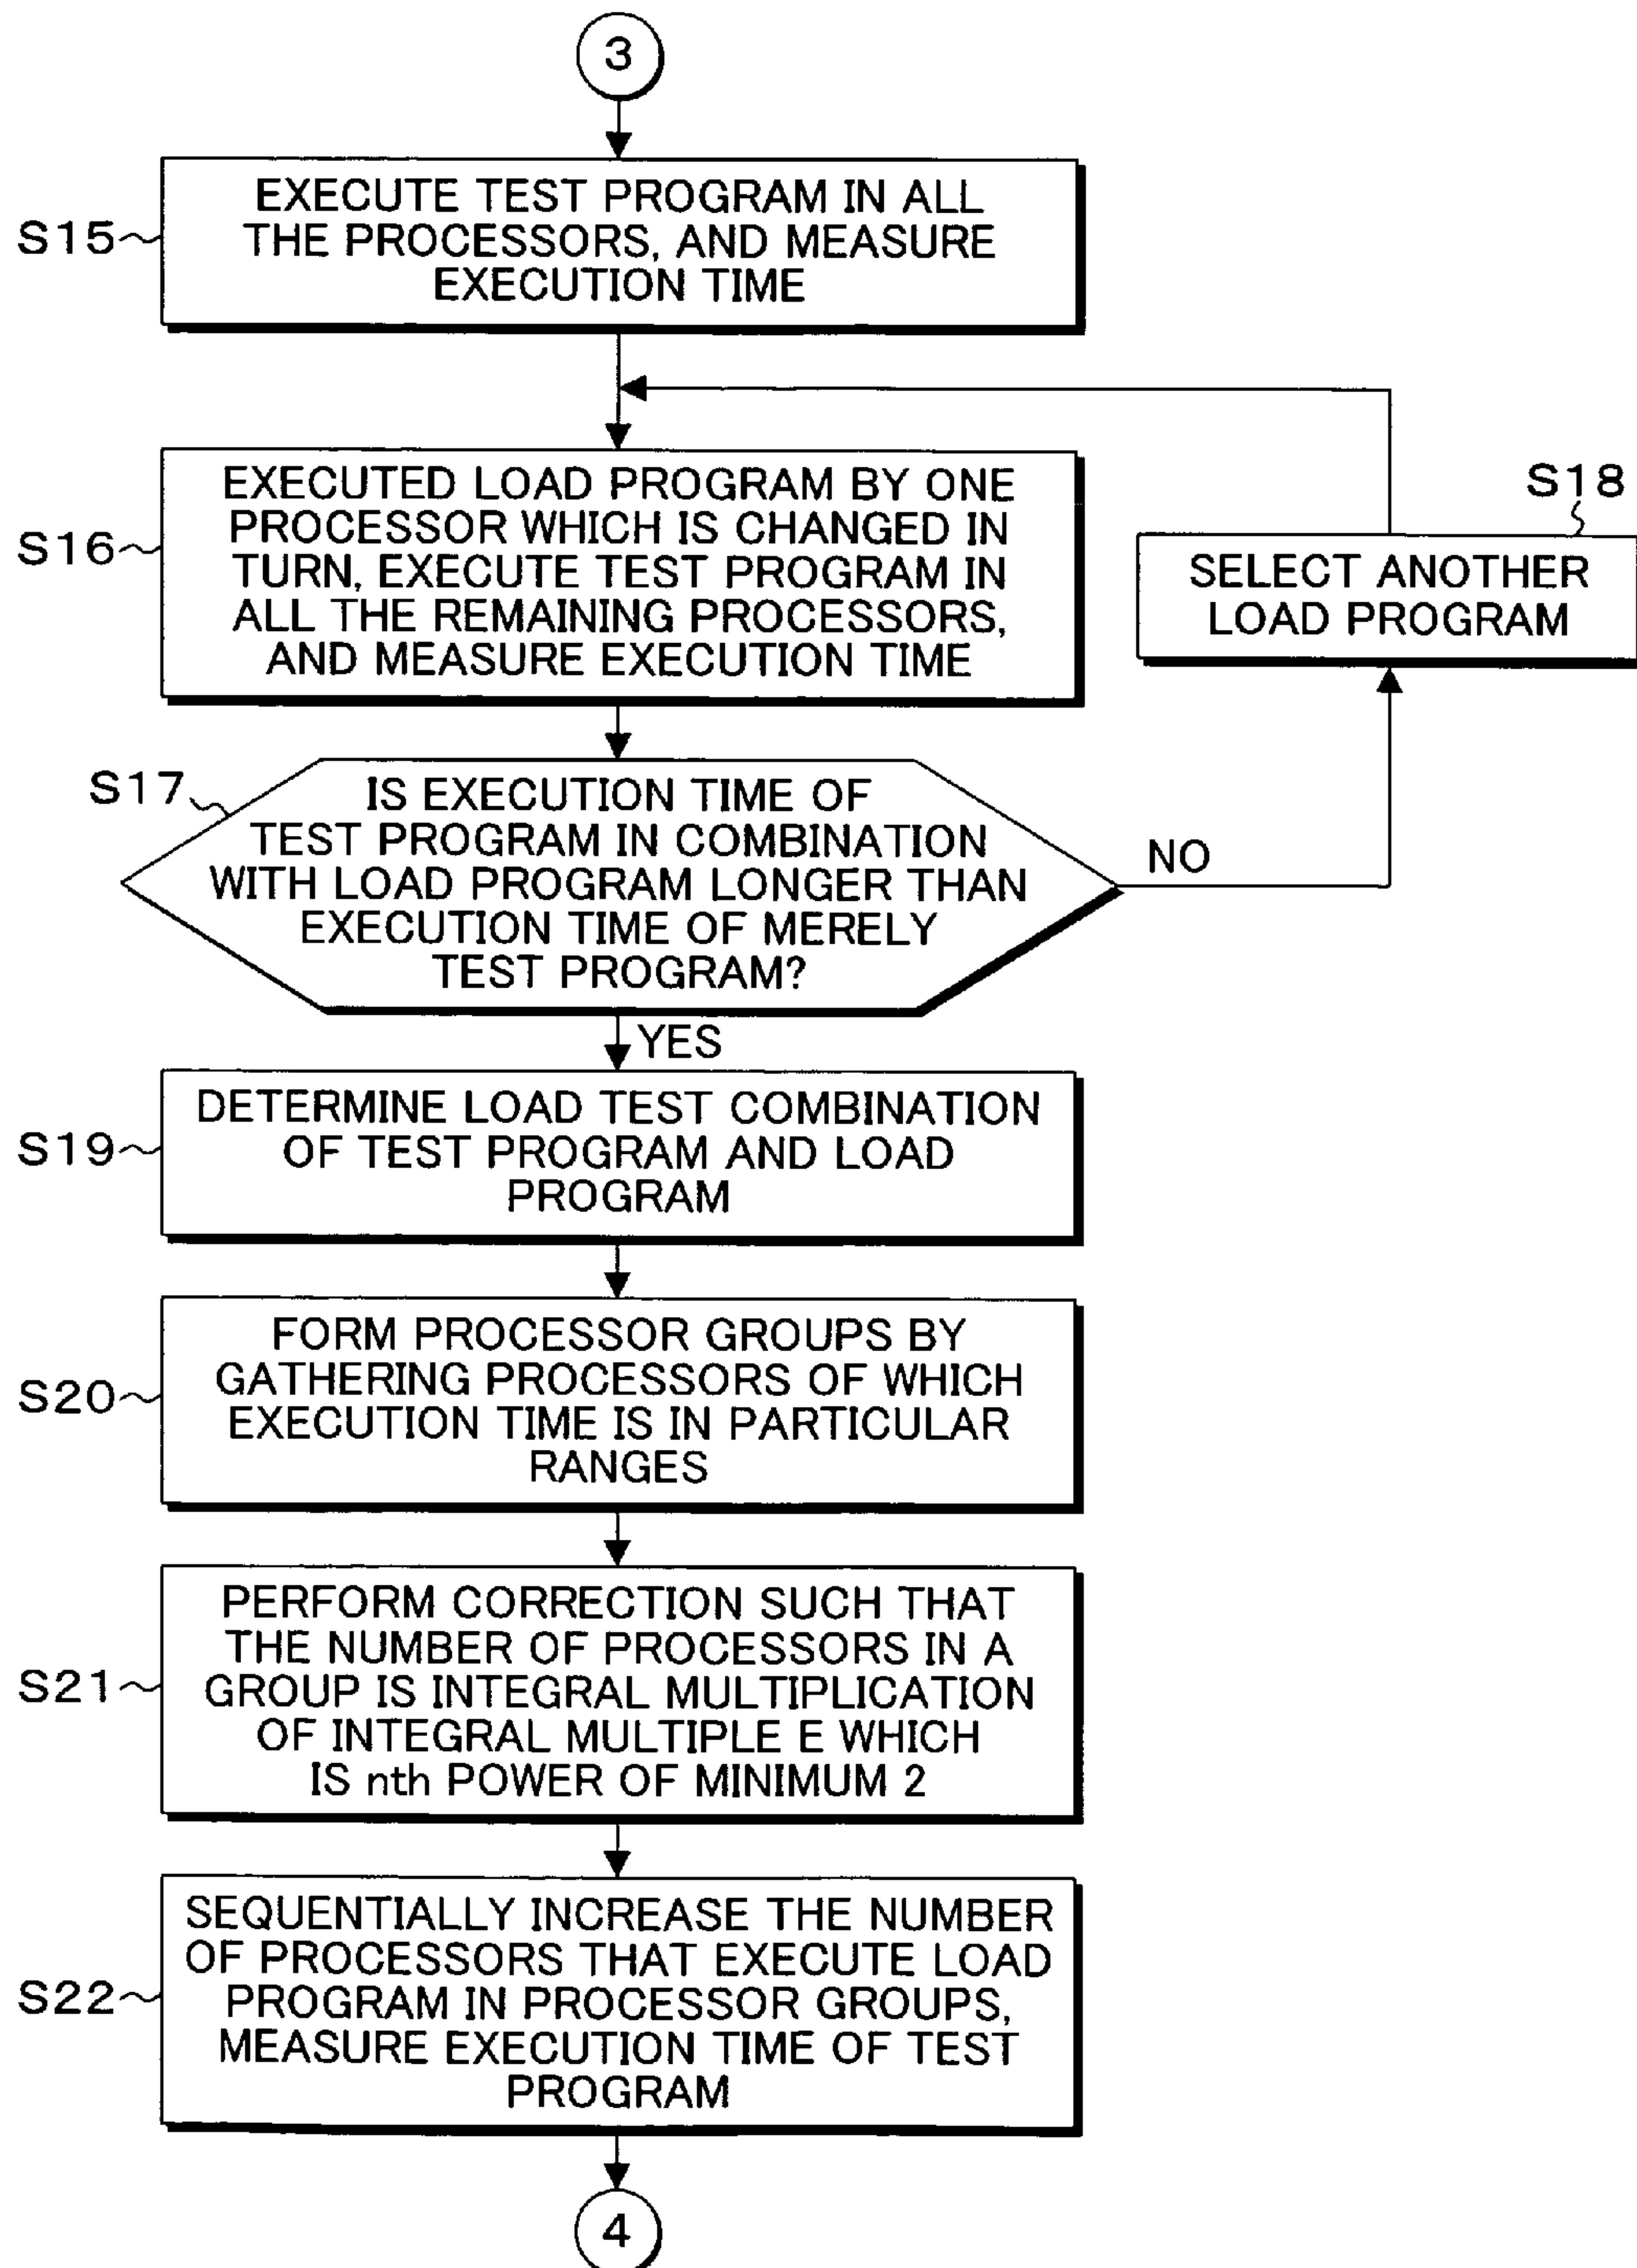 3
S15
EXECUTE TEST PROGRAM IN ALL
THE PROCESSORS, AND MEASURE
EXECUTION TIME
S16
EXECUTED LOAD PROGRAM BY ONE
PROCESSOR WHICH IS CHANGED IN
TURN, EXECUTE TEST PROGRAM IN
ALL THE REMAINING PROCESSORS,
AND MEASURE EXECUTION TIME
S18
SELECT ANOTHER
LOAD PROGRAM
S17
IS EXECUTION TIME OF
TEST PROGRAM IN COMBINATION
WITH LOAD PROGRAM LONGER THAN
EXECUTION TIME OF MERELY
TEST PROGRAM?
NO
YES
S19
DETERMINE LOAD TEST COMBINATION
OF TEST PROGRAM AND LOAD
PROGRAM
S20
FORM PROCESSOR GROUPS BY
GATHERING PROCESSORS OF WHICH
EXECUTION TIME IS IN PARTICULAR
RANGES
S21
PERFORM CORRECTION SUCH THAT
THE NUMBER OF PROCESSORS IN A
GROUP IS INTEGRAL MULTIPLICATION
OF INTEGRAL MULTIPLE E WHICH
IS nth POWER OF MINIMUM 2
S22
SEQUENTIALLY INCREASE THE NUMBER
OF PROCESSORS THAT EXECUTE LOAD
PROGRAM IN PROCESSOR GROUPS,
MEASURE EXECUTION TIME OF TEST
PROGRAM
4